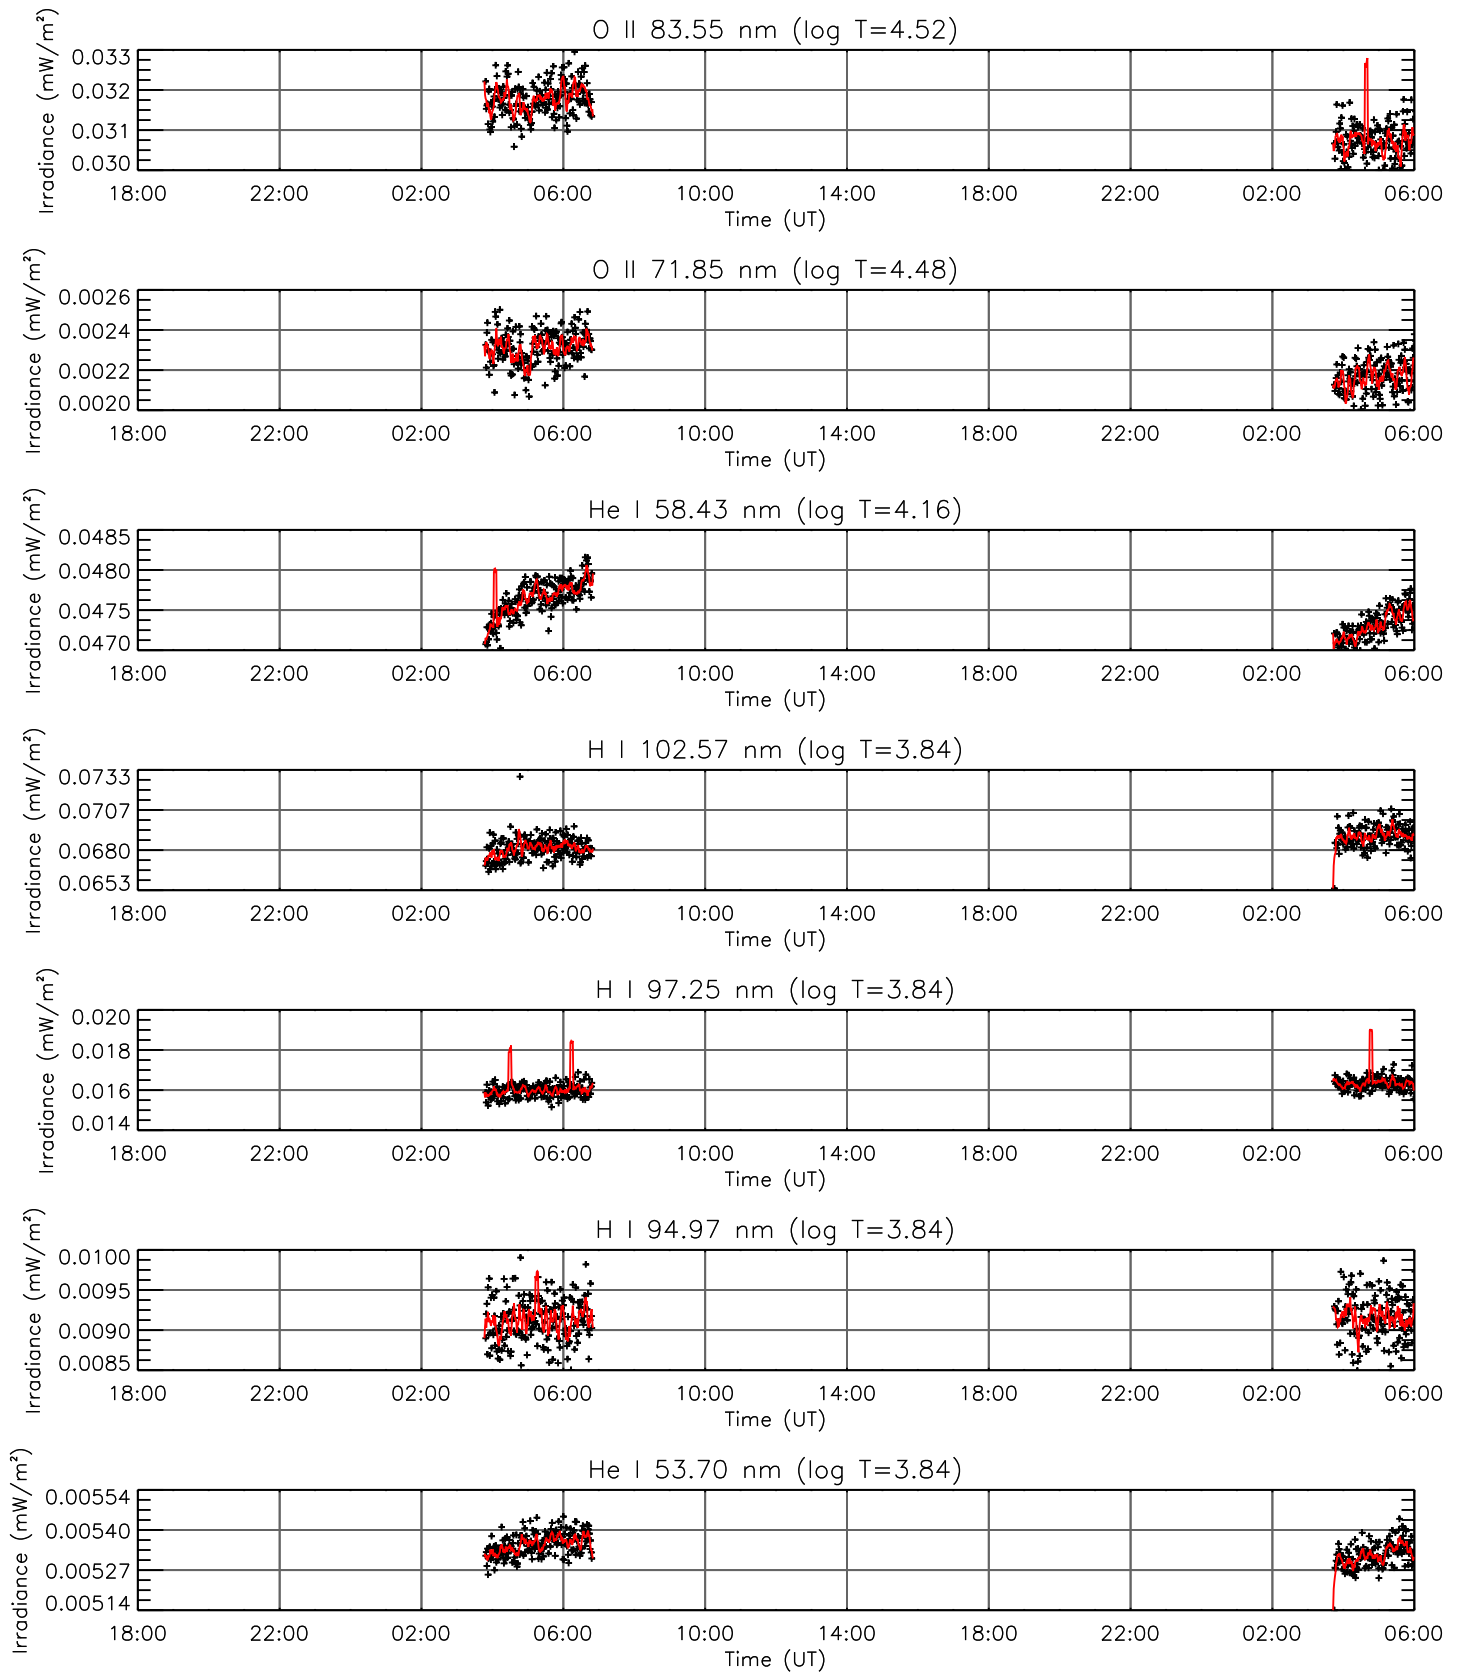 O II 83.55 nm (log T=4.52)
Irradiance (mW/m²)
0.033
0.032
0.031
0.030
18:00 22:00 02:00 06:00 10:00 14:00 18:00 22:00 02:00 06:00
Time (UT)
O II 71.85 nm (log T=4.48)
Irradiance (mW/m²)
0.0026
0.0024
0.0022
0.0020
18:00 22:00 02:00 06:00 10:00 14:00 18:00 22:00 02:00 06:00
Time (UT)
He I 58.43 nm (log T=4.16)
Irradiance (mW/m²)
0.0485
0.0480
0.0475
0.0470
18:00 22:00 02:00 06:00 10:00 14:00 18:00 22:00 02:00 06:00
Time (UT)
H I 102.57 nm (log T=3.84)
Irradiance (mW/m²)
0.0733
0.0707
0.0680
0.0653
18:00 22:00 02:00 06:00 10:00 14:00 18:00 22:00 02:00 06:00
Time (UT)
H I 97.25 nm (log T=3.84)
Irradiance (mW/m²)
0.020
0.018
0.016
0.014
18:00 22:00 02:00 06:00 10:00 14:00 18:00 22:00 02:00 06:00
Time (UT)
H I 94.97 nm (log T=3.84)
Irradiance (mW/m²)
0.0100
0.0095
0.0090
0.0085
18:00 22:00 02:00 06:00 10:00 14:00 18:00 22:00 02:00 06:00
Time (UT)
He I 53.70 nm (log T=3.84)
Irradiance (mW/m²)
0.00554
0.00540
0.00527
0.00514
18:00 22:00 02:00 06:00 10:00 14:00 18:00 22:00 02:00 06:00
Time (UT)